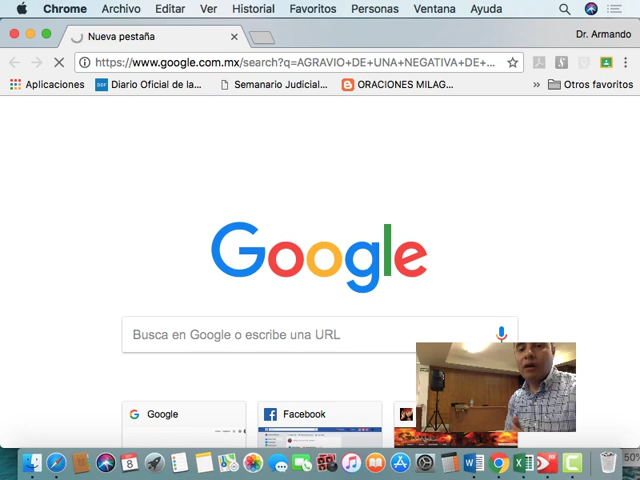 Chrome Archivo Editar Ver Historial Favoritos Personas Ventana Ayuda
Nueva pestaña
Dr. Armando
https://www.google.com.mx/search?q=AGRAVIO+DE+UNA+NEGATIVA+DE+...
Aplicaciones
DOF Diario Oficial de la...
Semanario Judicial...
ORACIONES MILAG...
»
Otros favoritos
Google
Busca en Google o escribe una URL
Google
Facebook
8
50%